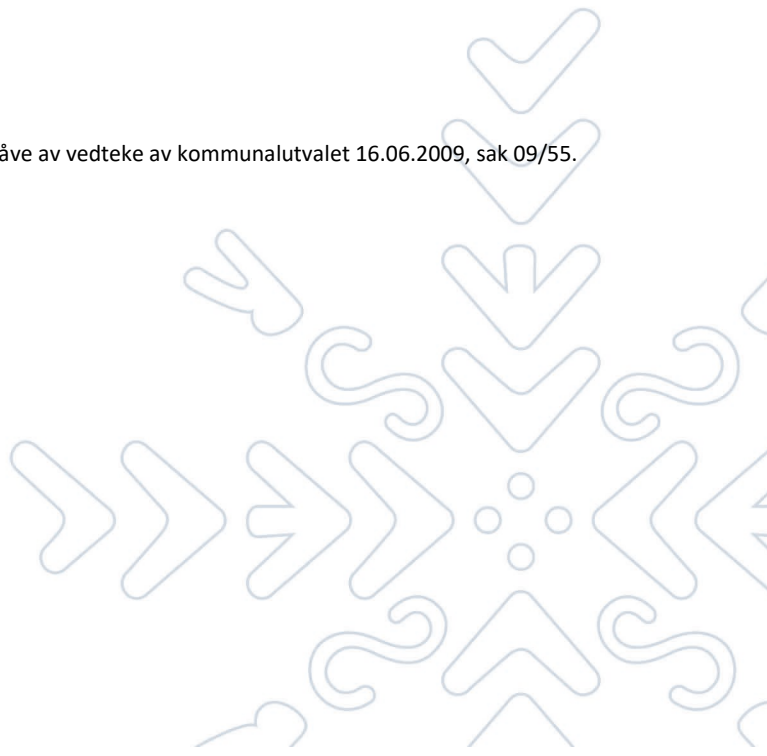 åve av vedteke av kommunalutvalet 16.06.2009, sak 09/55.